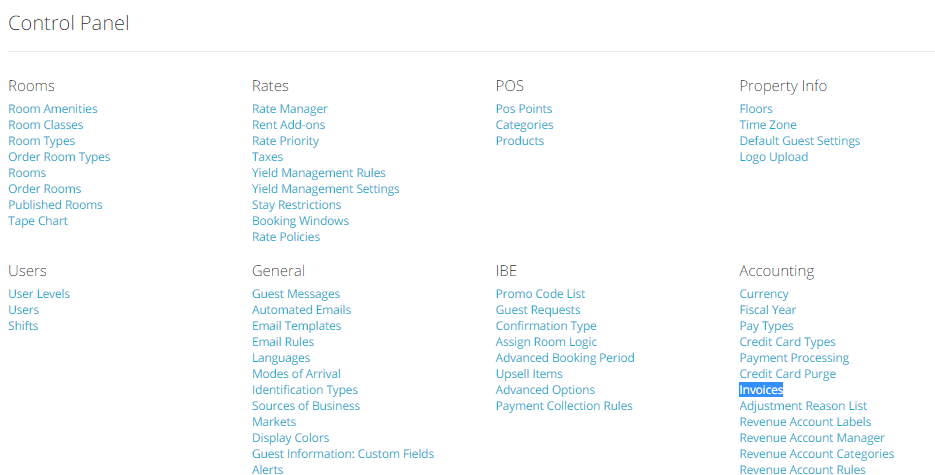 Control Panel
Rooms
Room Amenities
Room Classes
Room Types
Order Room Types
Rooms
Order Rooms
Published Rooms
Tape Chart
Rates
Rate Manager
Rent Add-ons
Rate Priority
Taxes
Yield Management Rules
Yield Management Settings
Stay Restrictions
Booking Windows
Rate Policies
POS
Pos Points
Categories
Products
Property Info
Floors
Time Zone
Default Guest Settings
Logo Upload
Users
User Levels
Users
Shifts
General
Guest Messages
Automated Emails
Email Templates
Email Rules
Languages
Modes of Arrival
Identification Types
Sources of Business
Markets
Display Colors
Guest Information: Custom Fields
Alerts
IBE
Promo Code List
Guest Requests
Confirmation Type
Assign Room Logic
Advanced Booking Period
Upsell Items
Advanced Options
Payment Collection Rules
Accounting
Currency
Fiscal Year
Pay Types
Credit Card Types
Payment Processing
Credit Card Purge
Invoices
Adjustment Reason List
Revenue Account Labels
Revenue Account Manager
Revenue Account Categories
Revenue Account Rules